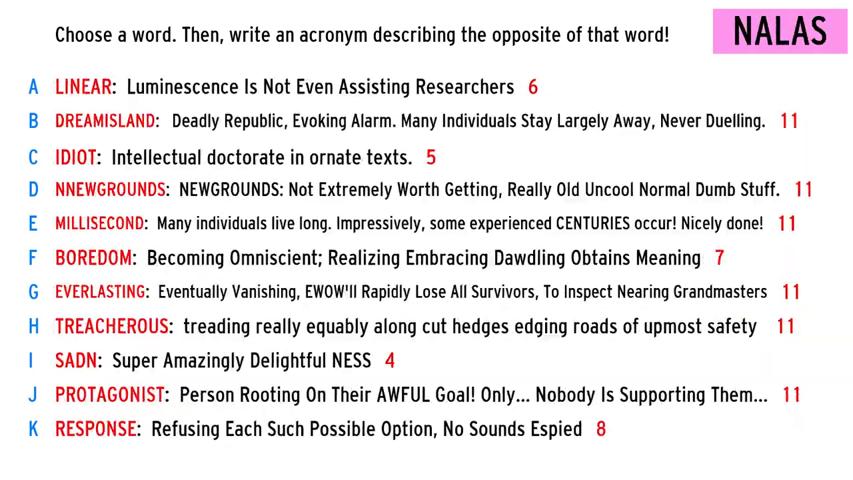 Choose a word. Then, write an acronym describing the opposite of that word!
NALAS
A LINEAR: Luminescence Is Not Even Assisting Researchers 6
B DREAMISLAND: Deadly Republic, Evoking Alarm. Many Individuals Stay Largely Away, Never Duelling. 11
C IDIOT: Intellectual doctorate in ornate texts. 5
D NNEWGROUNDS: NEWGROUNDS: Not Extremely Worth Getting, Really Old Uncool Normal Dumb Stuff. 11
E MILLISECOND: Many individuals live long. Impressively, some experienced CENTURIES occur! Nicely done! 11
F BOREDOM: Becoming Omniscient; Realizing Embracing Dawdling Obtains Meaning 7
G EVERLASTING: Eventually Vanishing, EWOW'll Rapidly Lose All Survivors, To Inspect Nearing Grandmasters 11
H TREACHEROUS: treading really equably along cut hedges edging roads of upmost safety 11
I SADN: Super Amazingly Delightful NESS 4
J PROTAGONIST: Person Rooting On Their AWFUL Goal! Only... Nobody Is Supporting Them... 11
K RESPONSE: Refusing Each Such Possible Option, No Sounds Espied 8